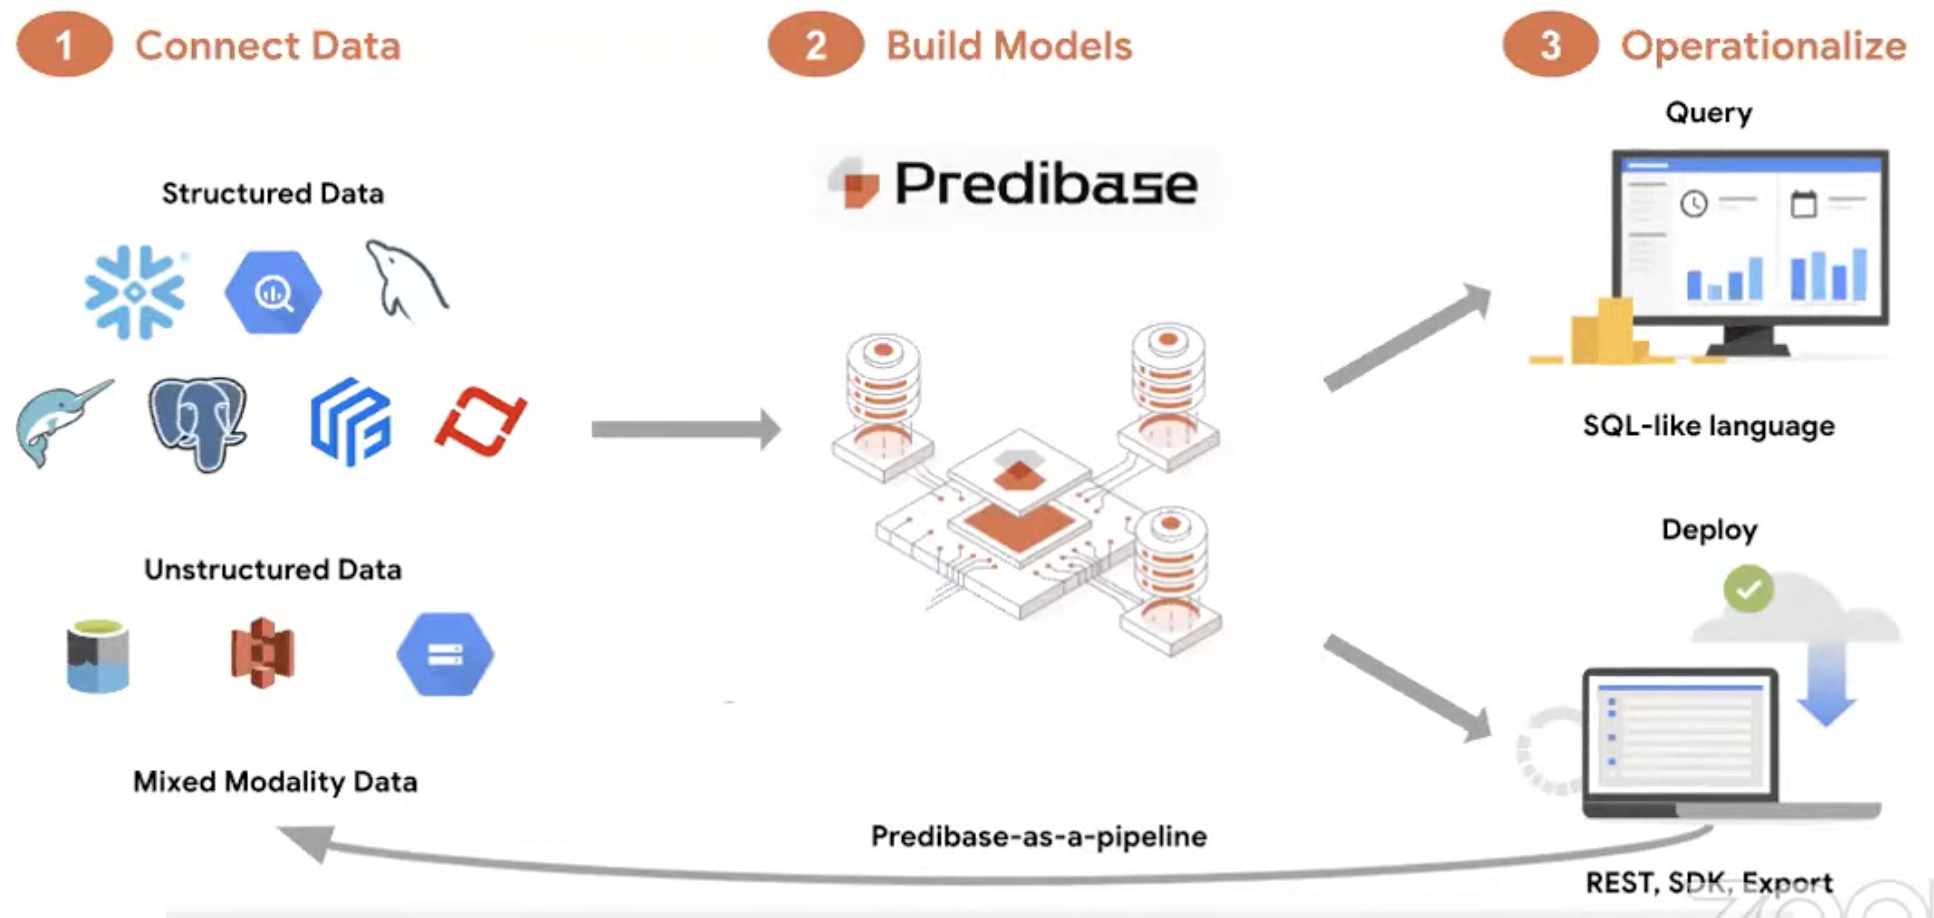 1 Connect Data
2 Build Models
3 Operationalize
Structured Data
Unstructured Data
Mixed Modality Data
Predibase
Query
SQL-like language
Deploy
REST, SDK, Export
Predibase-as-a-pipeline